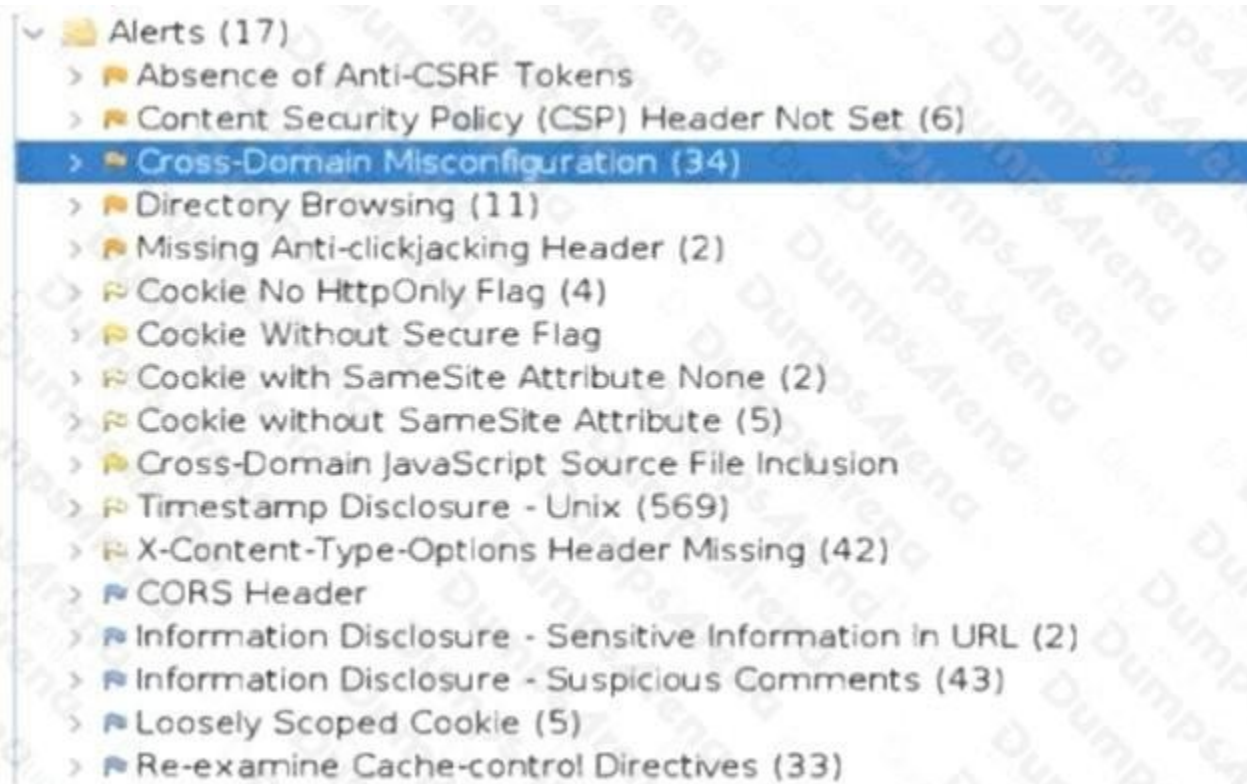 Alerts (17)
Absence of Anti-CSRF Tokens
Content Security Policy (CSP) Header Not Set (6)
Cross-Domain Misconfiguration (34)
Directory Browsing (11)
Missing Anti-clickjacking Header (2)
Cookie No HttpOnly Flag (4)
Cookie Without Secure Flag
Cookie with SameSite Attribute None (2)
Cookie without SameSite Attribute (5)
Cross-Domain JavaScript Source File Inclusion
Timestamp Disclosure - Unix (569)
X-Content-Type-Options Header Missing (42)
CORS Header
Information Disclosure - Sensitive Information in URL (2)
Information Disclosure - Suspicious Comments (43)
Loosely Scoped Cookie (5)
Re-examine Cache-control Directives (33)
DumpsArena